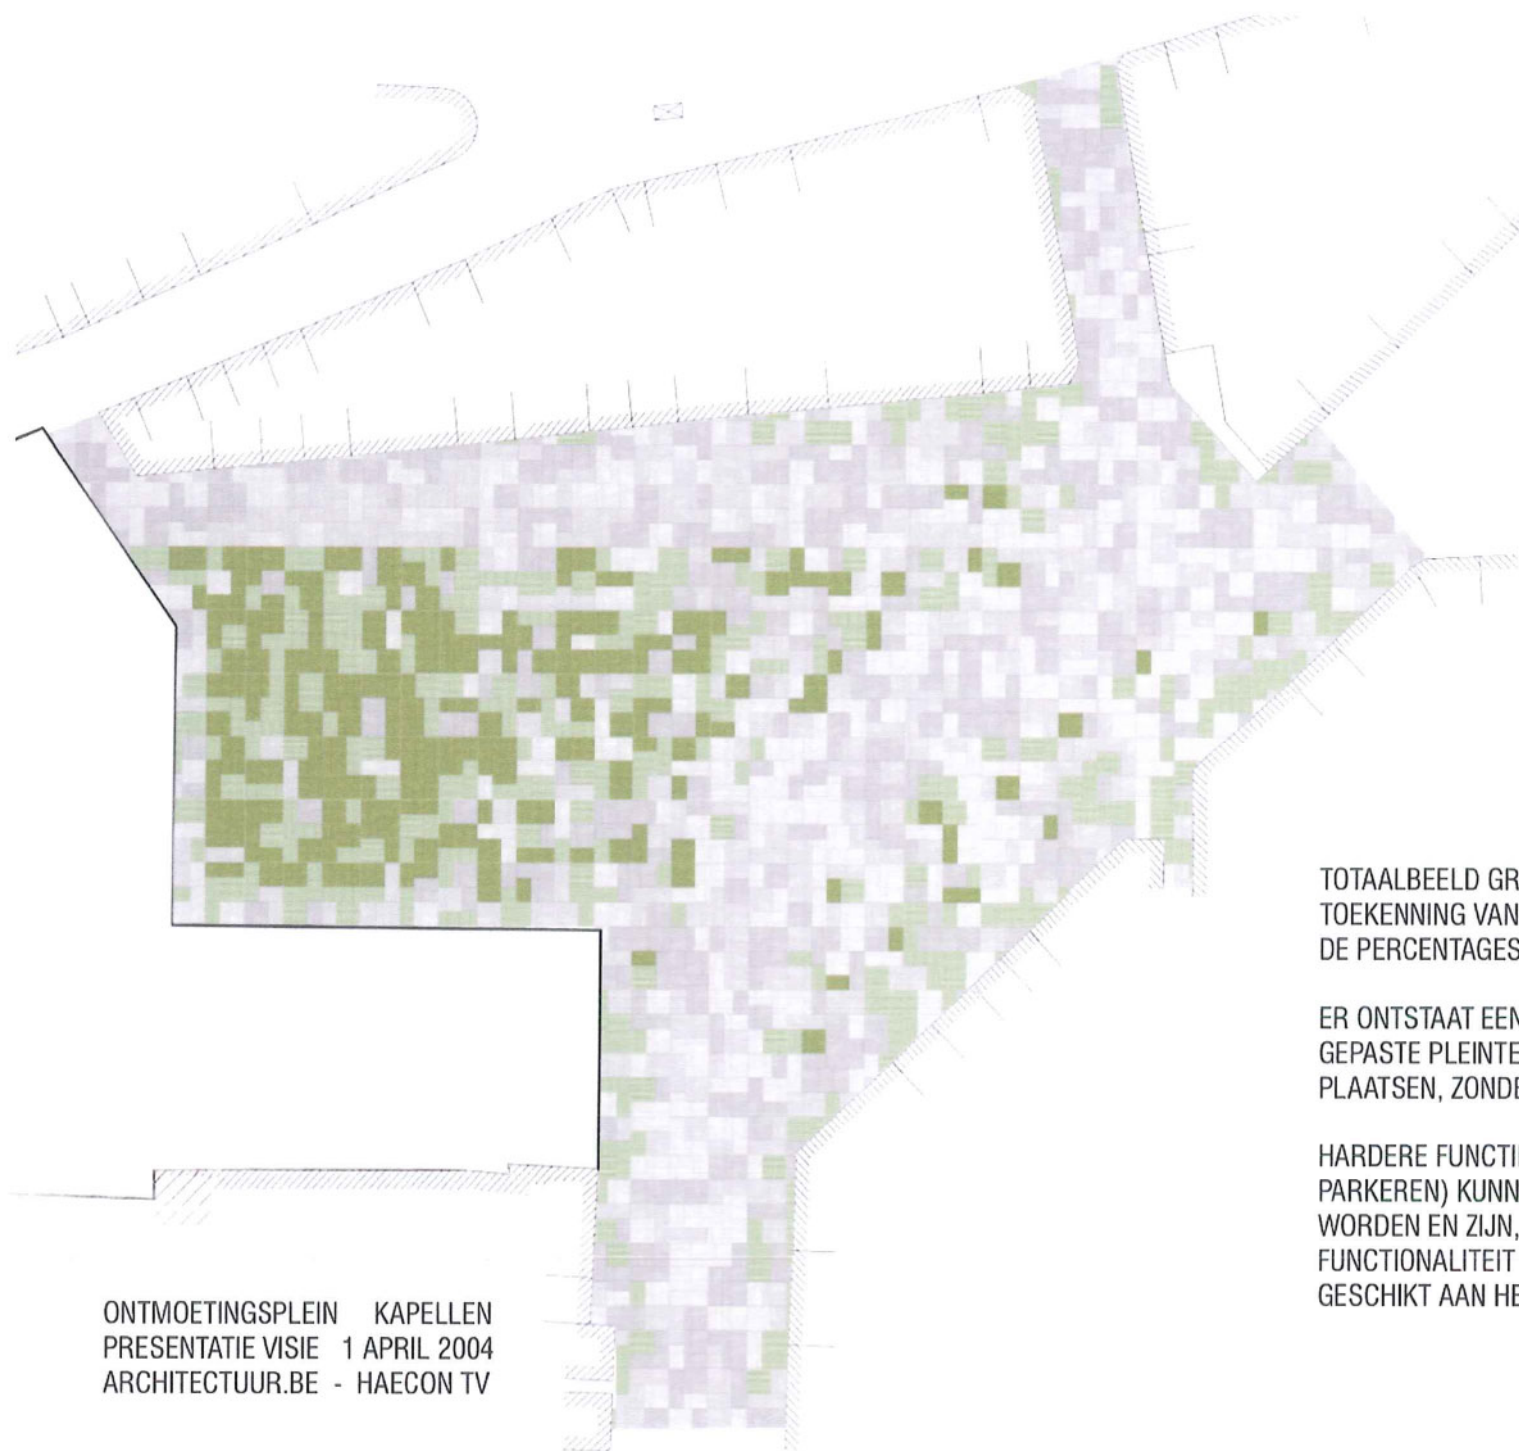 TOTAALBEELD GR
TOEKENNING VAN
DE PERCENTAGES
ER ONTSTAAT EEN
GEPASTE PLEINTE
PLAATSEN, ZONDE
HARDERE FUNCTI
PARKEREN) KUNN
WORDEN EN ZIJN,
FUNCTIONALITEIT
GESCHIKT AAN HE
ONTMOETINGSPLEIN KAPELLEN
PRESENTATIE VISIE 1 APRIL 2004
ARCHITECTUUR.BE - HAECON TV